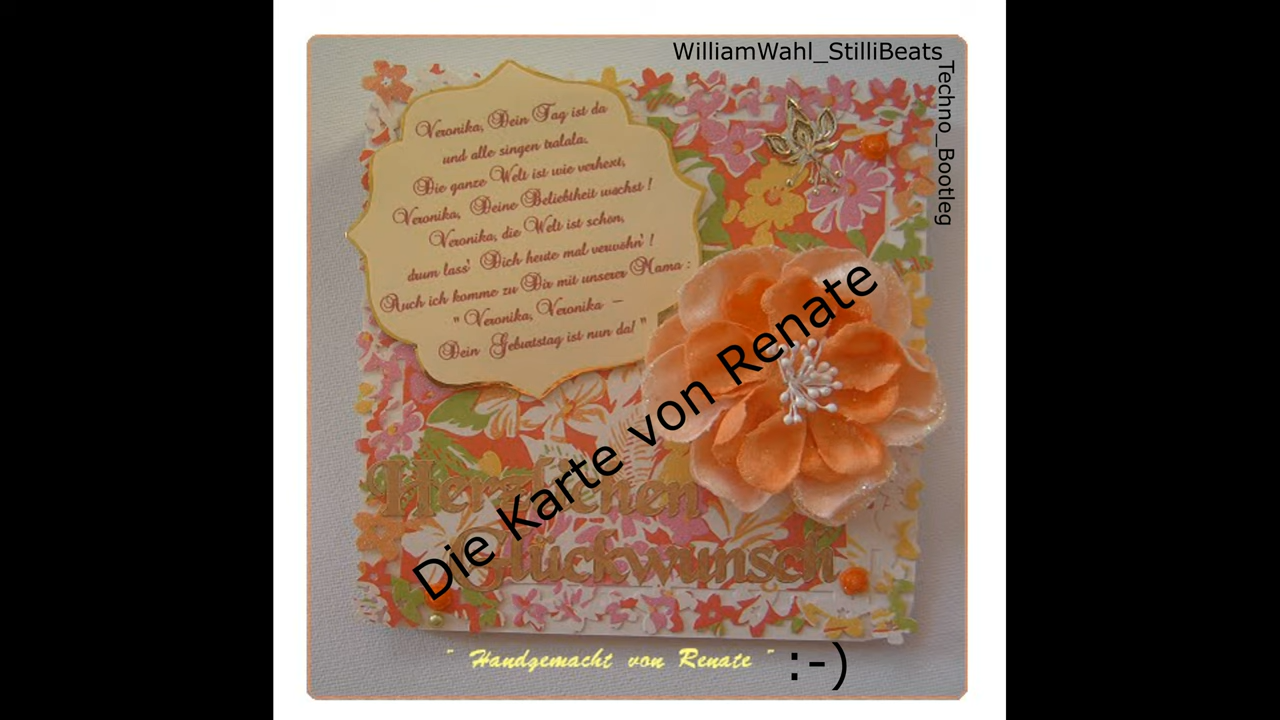 WilliamWahl_StilliBeats
Techno_Bootleg
Veronika, Dein Tag ist da
und alle singen tralala.
Die ganze Welt ist wie verhext,
Veronika, Deine Beliebtheit wächst !
Veronika, die Welt ist schön,
drum lass' Dich heute mal verwöhn' !
Auch ich komme zu Dir mit unserer Mama :
" Veronika, Veronika –
Dein Geburtstag ist nun da! "
Die Karte von Renate
Herzlichen
Glückwunsch
" Handgemacht von Renate "
:-)